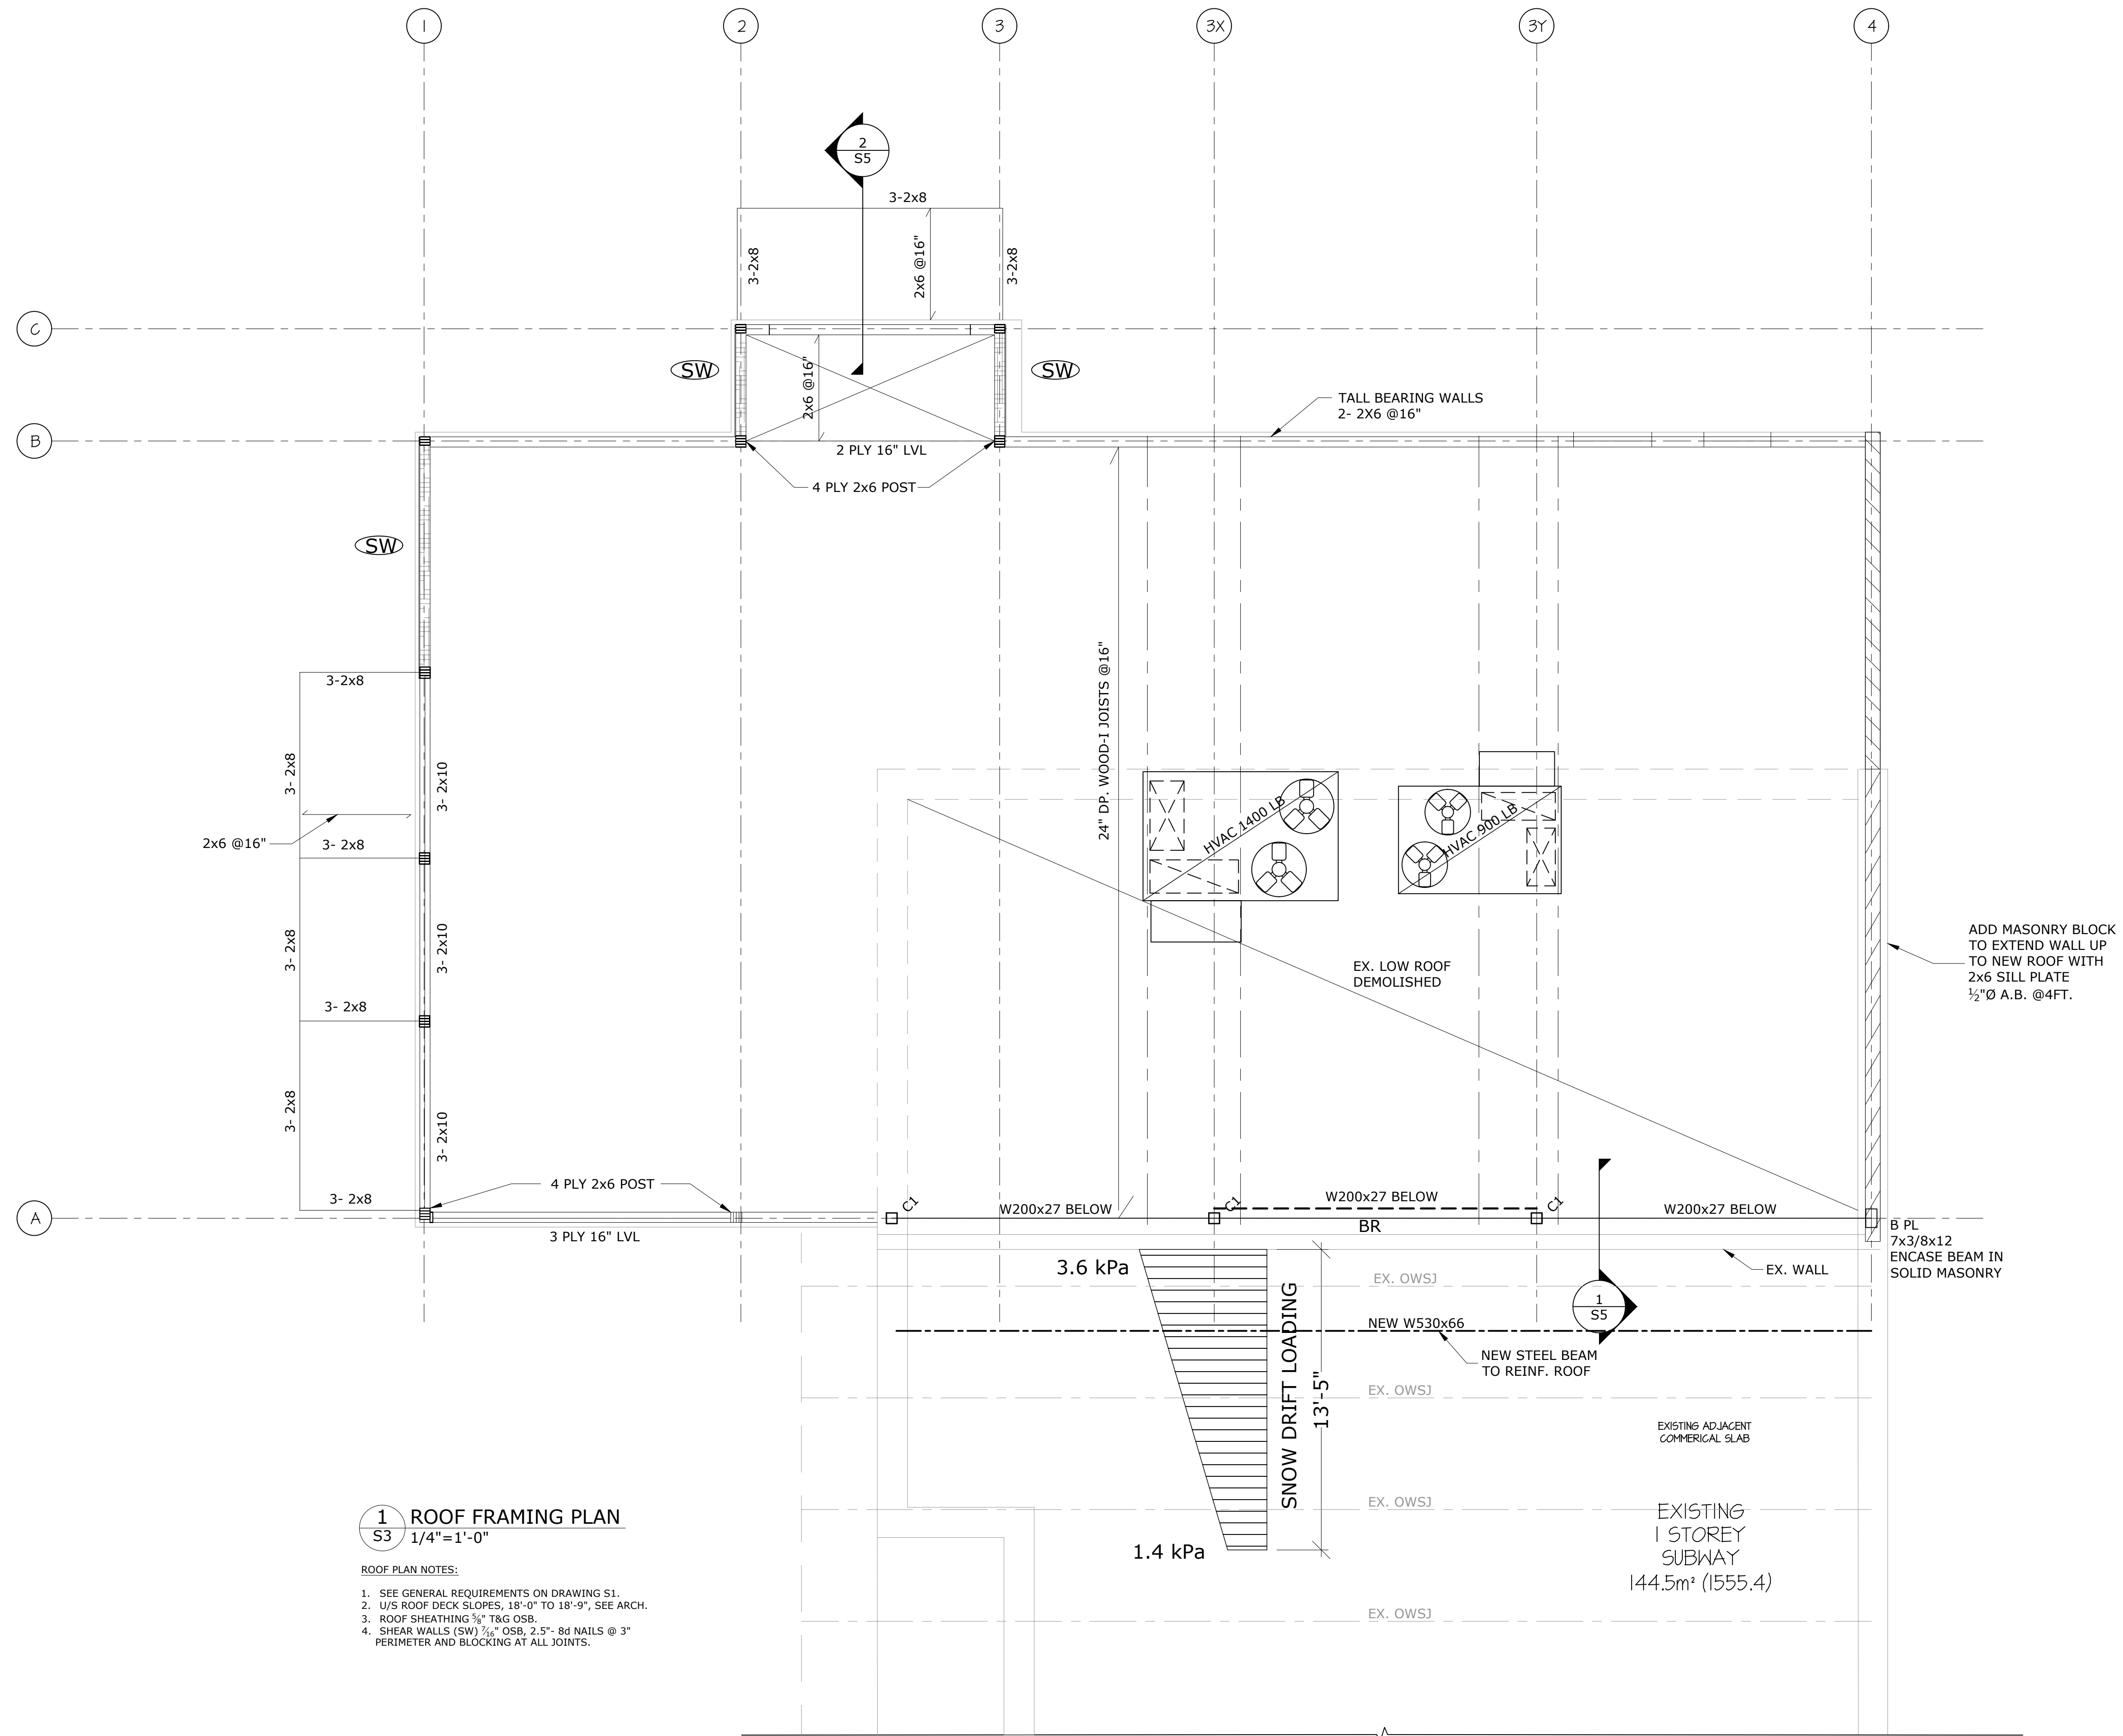 1
2
3
3X
3Y
4
2
S5
3-2x8
3-2x8
2x6 @16"
3-2x8
C
SW
2x6 @16"
SW
TALL BEARING WALLS
2- 2X6 @16"
B
2 PLY 16" LVL
4 PLY 2x6 POST
SW
24" DP. WOOD-I JOISTS @16"
3-2x8
3- 2x8
3- 2x10
HVAC 1400 LB
HVAC 900 LB
2x6 @16"
3- 2x8
3- 2x8
3- 2x10
EX. LOW ROOF
DEMOLISHED
ADD MASONRY BLOCK
TO EXTEND WALL UP
TO NEW ROOF WITH
2x6 SILL PLATE
½"Ø A.B. @4FT.
3- 2x8
3- 2x8
3- 2x10
4 PLY 2x6 POST
3- 2x8
A
C1
W200x27 BELOW
C1
W200x27 BELOW
BR
C1
W200x27 BELOW
3 PLY 16" LVL
B PL
7x3/8x12
ENCASE BEAM IN
SOLID MASONRY
3.6 kPa
SNOW DRIFT LOADING
13'-5"
EX. OWSJ
EX. WALL
1
S5
NEW W530x66
NEW STEEL BEAM
TO REINF. ROOF
EX. OWSJ
EXISTING ADJACENT
COMMERICAL SLAB
EX. OWSJ
1.4 kPa
EXISTING
1 STOREY
SUBWAY
144.5m² (1555.4)
EX. OWSJ
1
S3
ROOF FRAMING PLAN
1/4"=1'-0"
ROOF PLAN NOTES:
1. SEE GENERAL REQUIREMENTS ON DRAWING S1.
2. U/S ROOF DECK SLOPES, 18'-0" TO 18'-9", SEE ARCH.
3. ROOF SHEATHING ⅝" T&G OSB.
4. SHEAR WALLS (SW) 7/16" OSB, 2.5"- 8d NAILS @ 3"
PERIMETER AND BLOCKING AT ALL JOINTS.